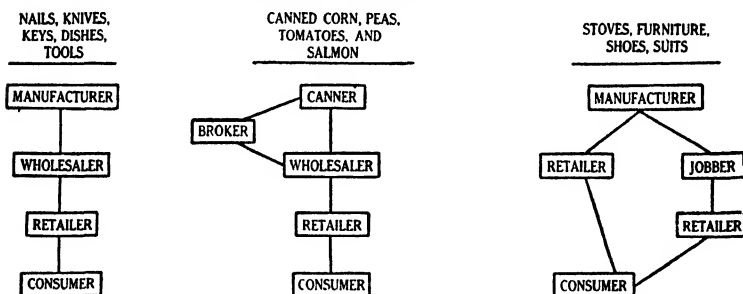 NAILS, KNIVES,
KEYS, DISHES,
TOOLS
MANUFACTURER
WHOLESALER
RETAILER
CONSUMER
CANNED CORN, PEAS,
TOMATOES, AND
SALMON
CANNER
BROKER
WHOLESALER
RETAILER
CONSUMER
STOVES, FURNITURE,
SHOES, SUITS
MANUFACTURER
RETAILER
JOBBER
RETAILER
CONSUMER